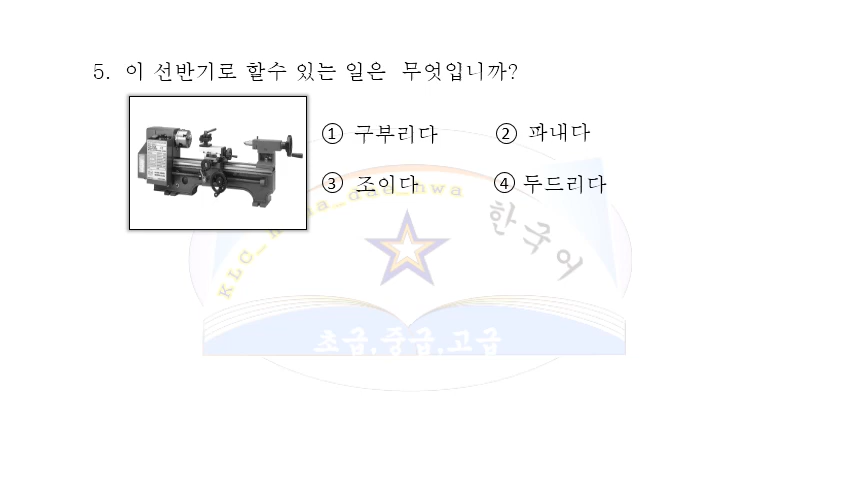 5. 이 선반기로 할수 있는 일은 무엇입니까?
① 구부리다 ② 파내다
③ 조이다 ④ 두드리다
한국어
초급,중급,고급